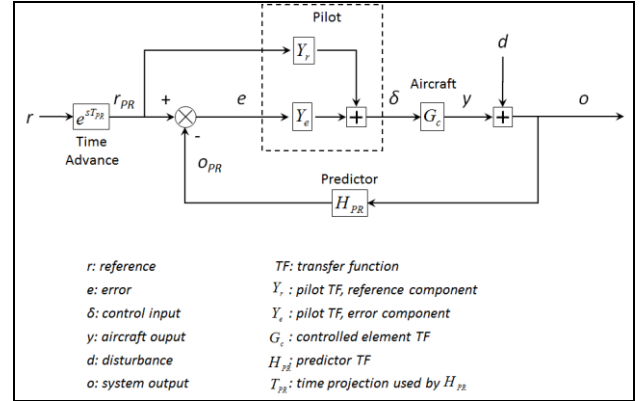 Pilot
Y_r
d
r_PR
Aircraft
r
e^{sT_PR}
+
e
Y_e
+
δ
G_c
y
+
o
Time
Advance
-
o_PR
Predictor
H_PR
r: reference
TF: transfer function
e: error
Y_r : pilot TF, reference component
δ: control input
Y_e : pilot TF, error component
y: aircraft ouput
G_c : controlled element TF
d: disturbance
H_PR : predictor TF
o: system output
T_PR : time projection used by H_PR